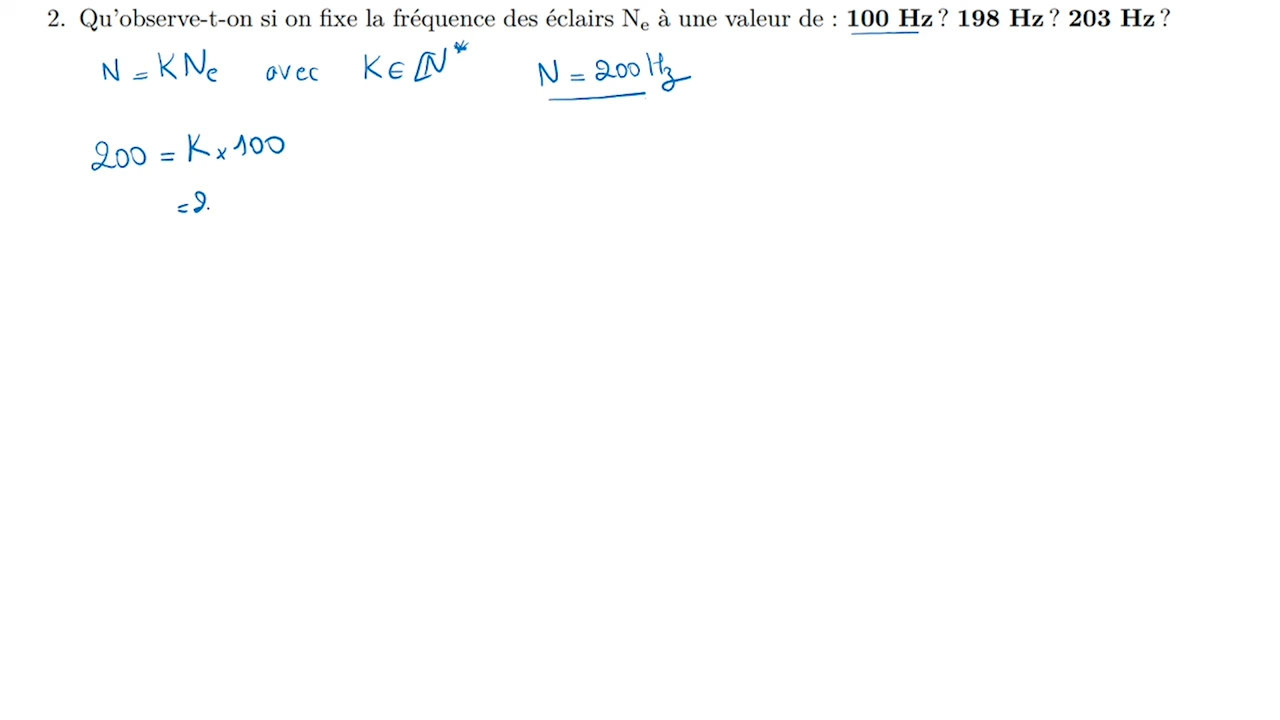 2. Qu'observe-t-on si on fixe la fréquence des éclairs Nₑ à une valeur de : 100 Hz ? 198 Hz ? 203 Hz ?
N = KNe avec K ∈ ℕ* N = 200 Hz
200 = K × 100
= 2.